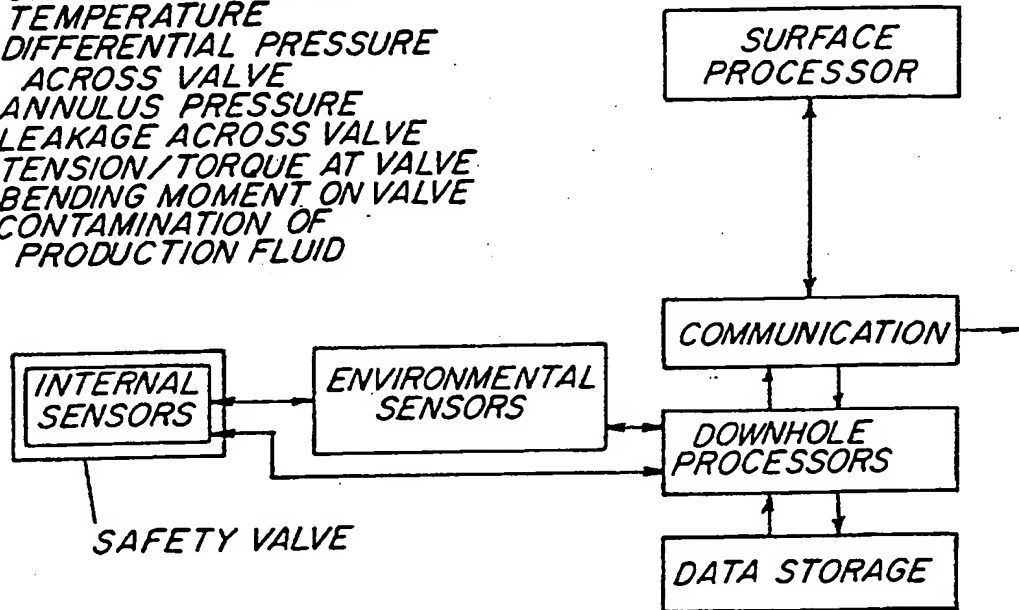 TEMPERATURE
DIFFERENTIAL PRESSURE
ACROSS VALVE
ANNULUS PRESSURE
LEAKAGE ACROSS VALVE
TENSION/TORQUE AT VALVE
BENDING MOMENT ON VALVE
CONTAMINATION OF
PRODUCTION FLUID
SURFACE
PROCESSOR
COMMUNICATION
INTERNAL
SENSORS
ENVIRONMENTAL
SENSORS
DOWNHOLE
PROCESSORS
SAFETY VALVE
DATA STORAGE